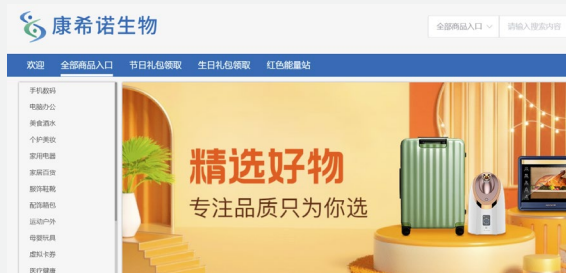 康希诺生物
全部商品入口
请输入搜索内容
欢迎 全部商品入口 节日礼包领取 生日礼包领取 红色能量站
手机数码
电脑办公
美食酒水
个护美妆
家用电器
家居百货
服饰鞋靴
配饰箱包
运动户外
母婴玩具
虚拟卡券
医疗健康
精选好物
专注品质只为你选